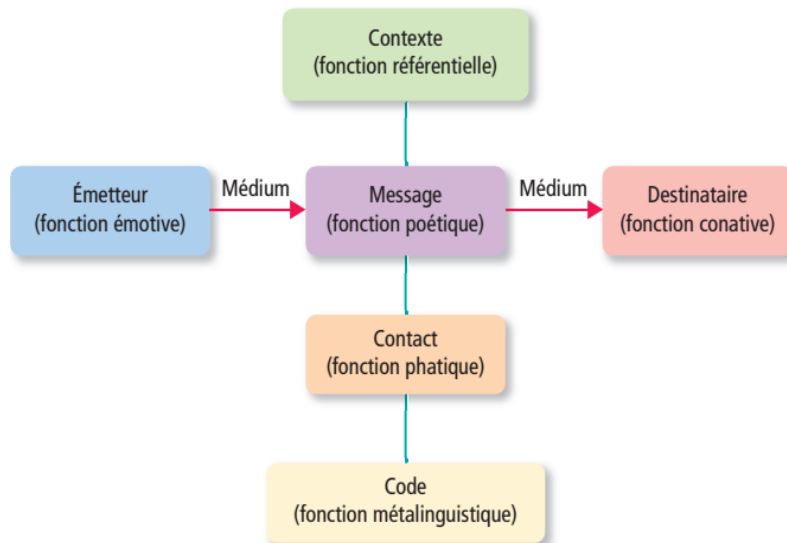 Contexte
(fonction référentielle)
Émetteur
(fonction émotive)
Médium
Message
(fonction poétique)
Médium
Destinataire
(fonction conative)
Contact
(fonction phatique)
Code
(fonction métalinguistique)